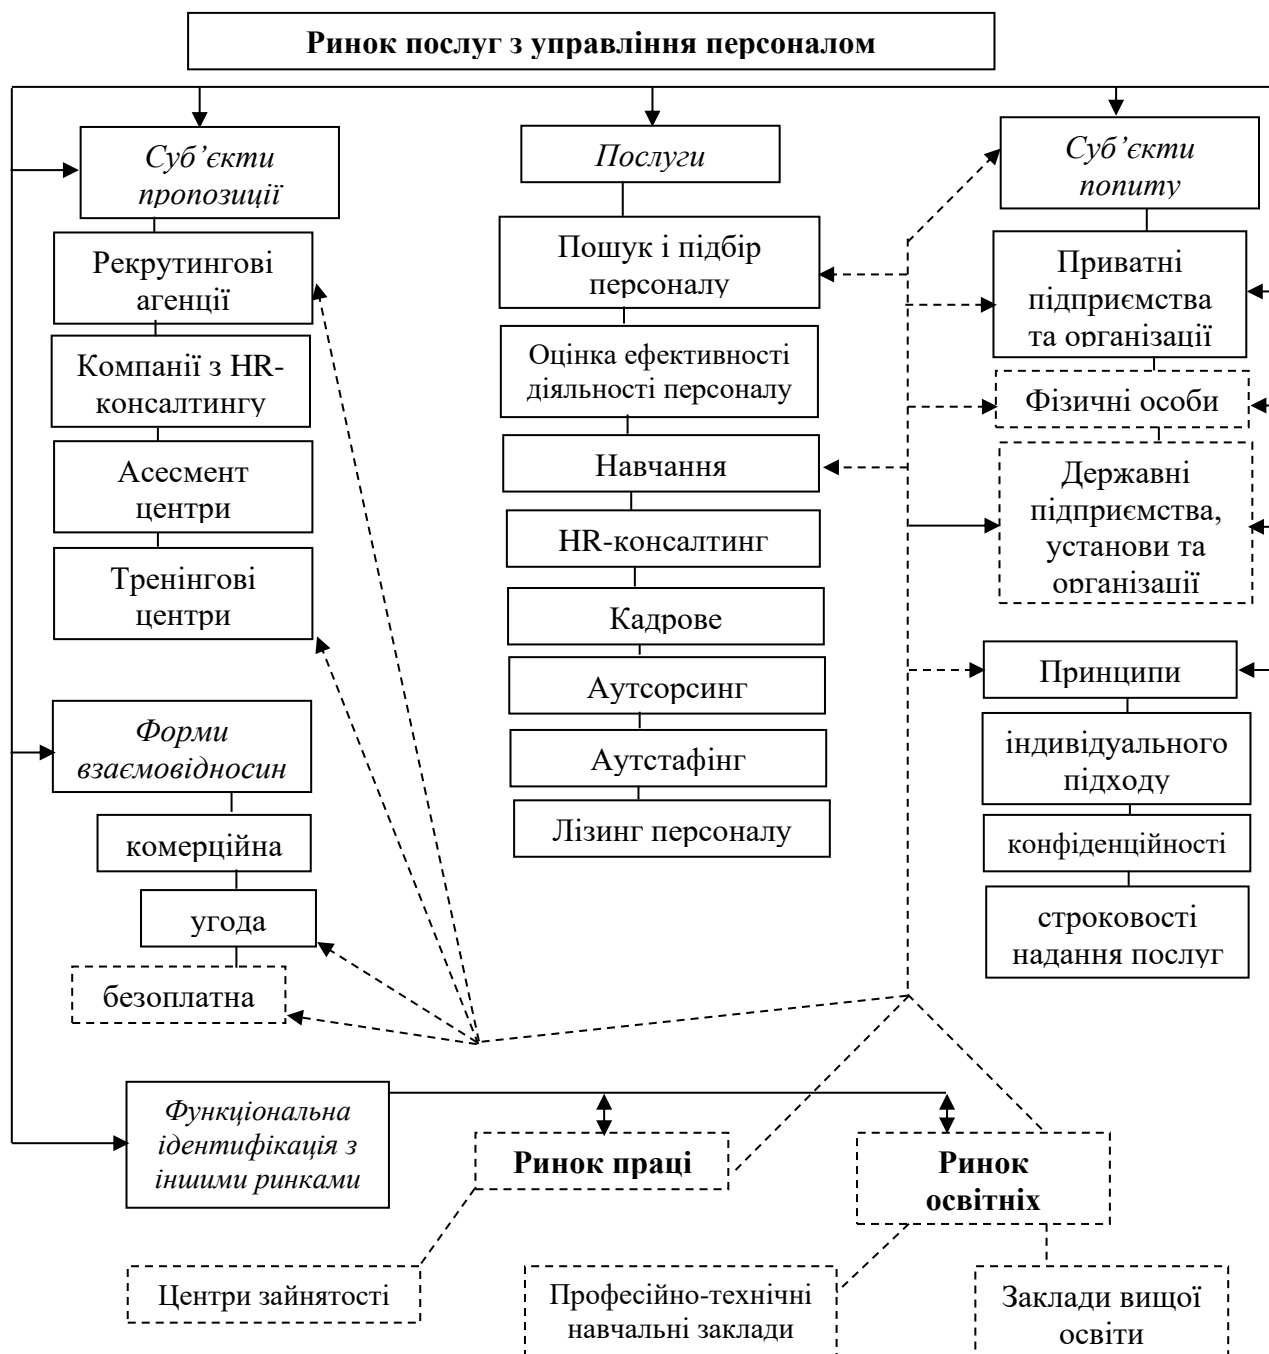 Ринок послуг з управління персоналом
Суб’єкти
пропозиції
Рекрутингові
агенції
Компанії з HR-
консалтингу
Асесмент
центри
Тренінгові
центри
Форми
взаємовідносин
комерційна
угода
безоплатна
Послуги
Пошук і підбір
персоналу
Оцінка ефективності
діяльності персоналу
Навчання
HR-консалтинг
Кадрове
Аутсорсинг
Аутстафінг
Лізинг персоналу
Суб’єкти
попиту
Приватні
підприємства
та організації
Фізичні особи
Державні
підприємства,
установи та
організації
Принципи
індивідуального
підходу
конфіденційності
строковості
надання послуг
Функціональна
ідентифікація з
іншими ринками
Ринок праці
Ринок
освітніх
Центри зайнятості
Професійно-технічні
навчальні заклади
Заклади вищої
освіти